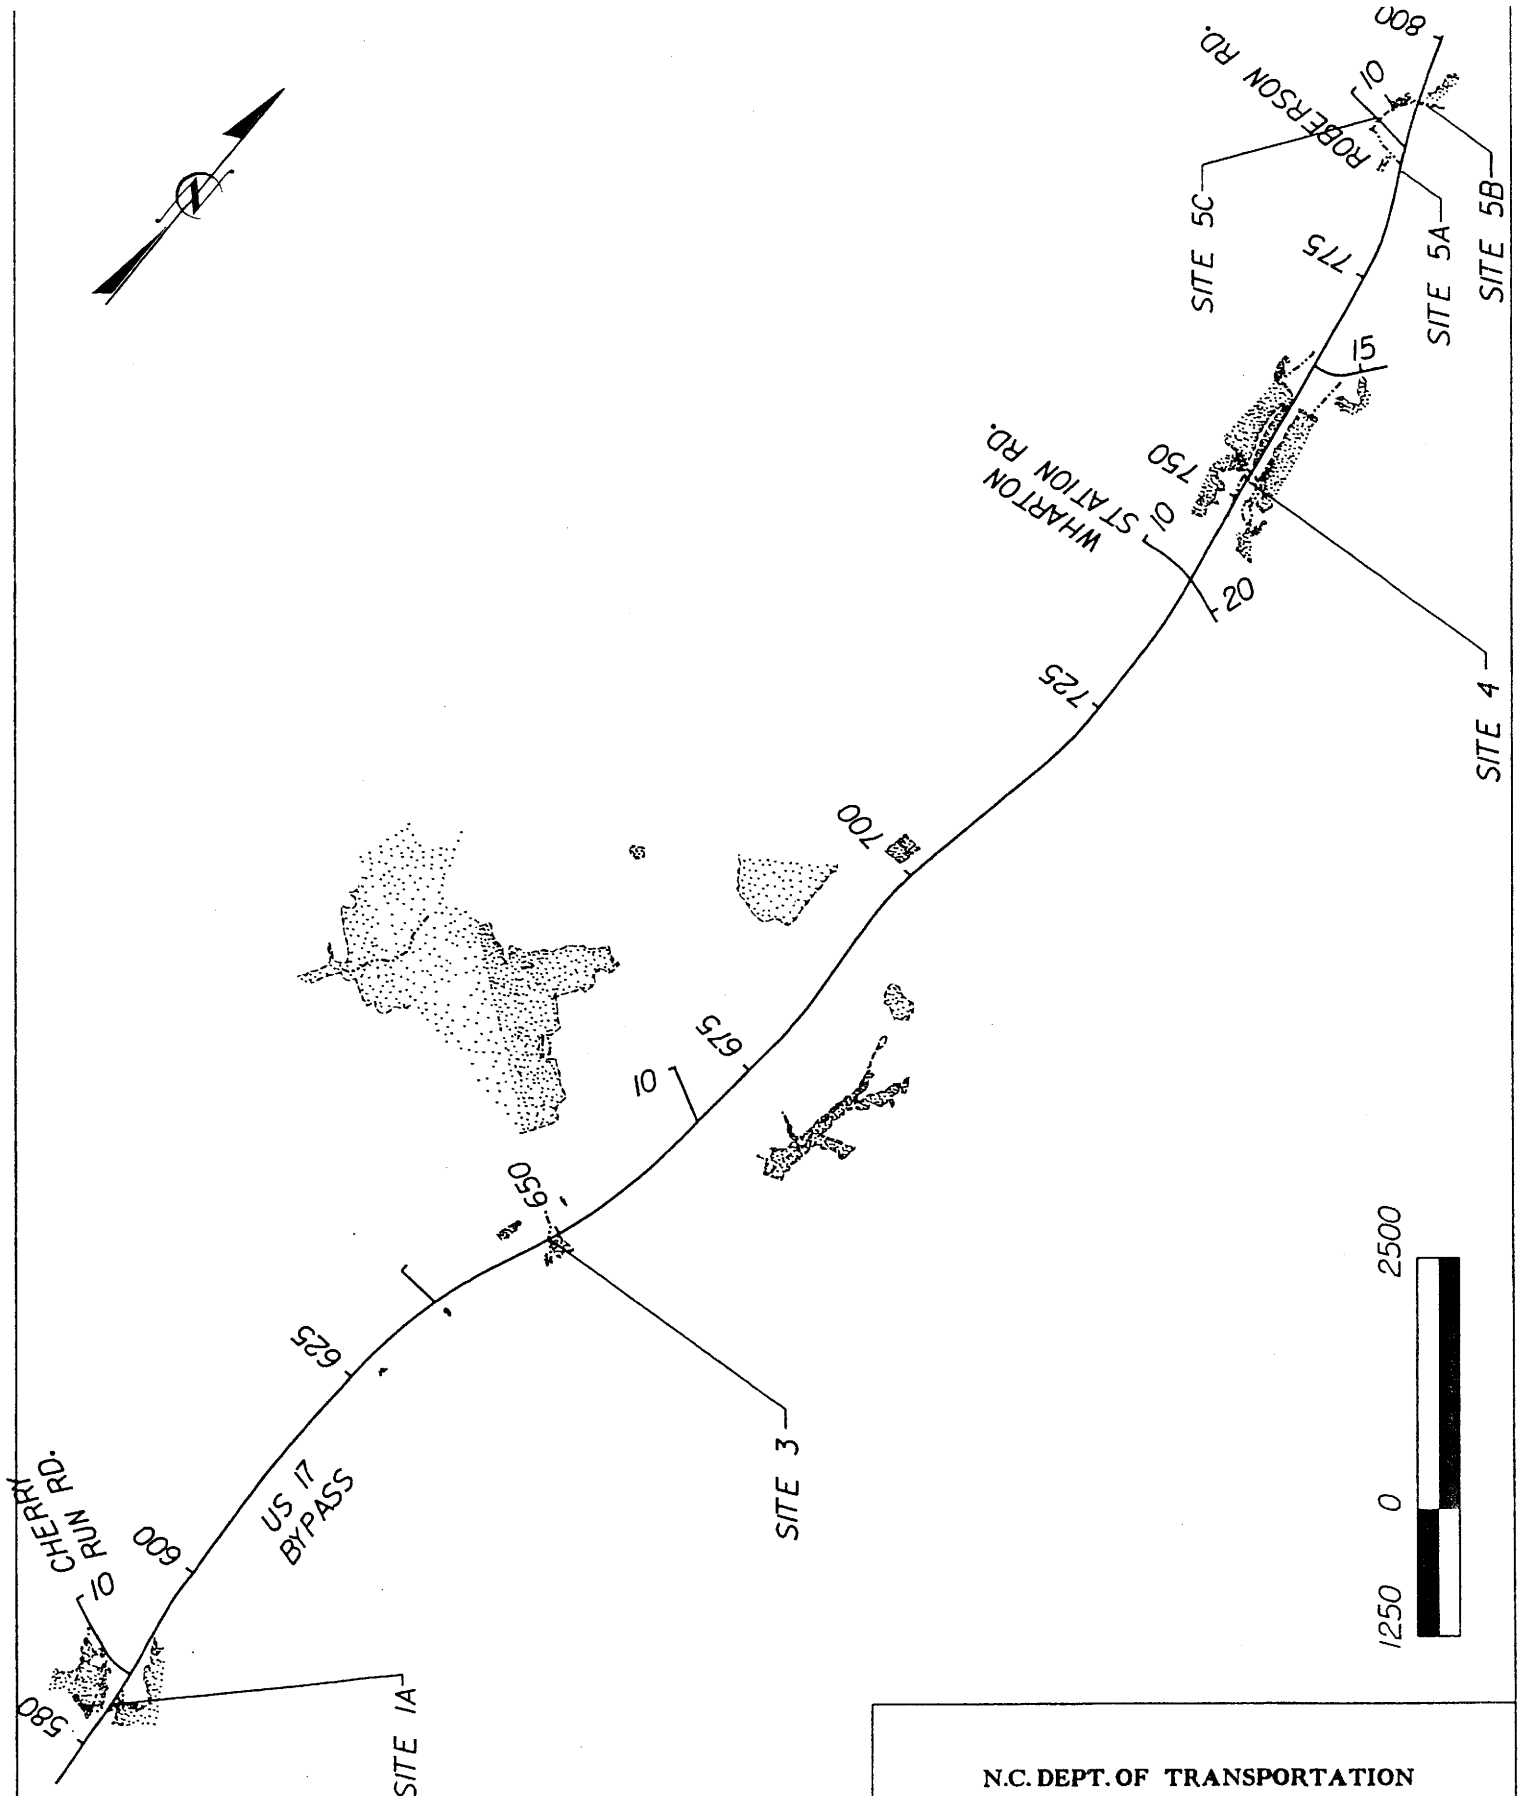 800
ROBERSON RD.
10
SITE 5C
SITE 5A
SITE 5B
775
15
WHARTON
STATION RD.
750
10
20
SITE 4
725
700
675
10
650
625
SITE 3
US 17
BYPASS
CHERRY
RUN RD.
10
600
580
SITE 1A
2500
0
1250
N
N.C. DEPT. OF TRANSPORTATION